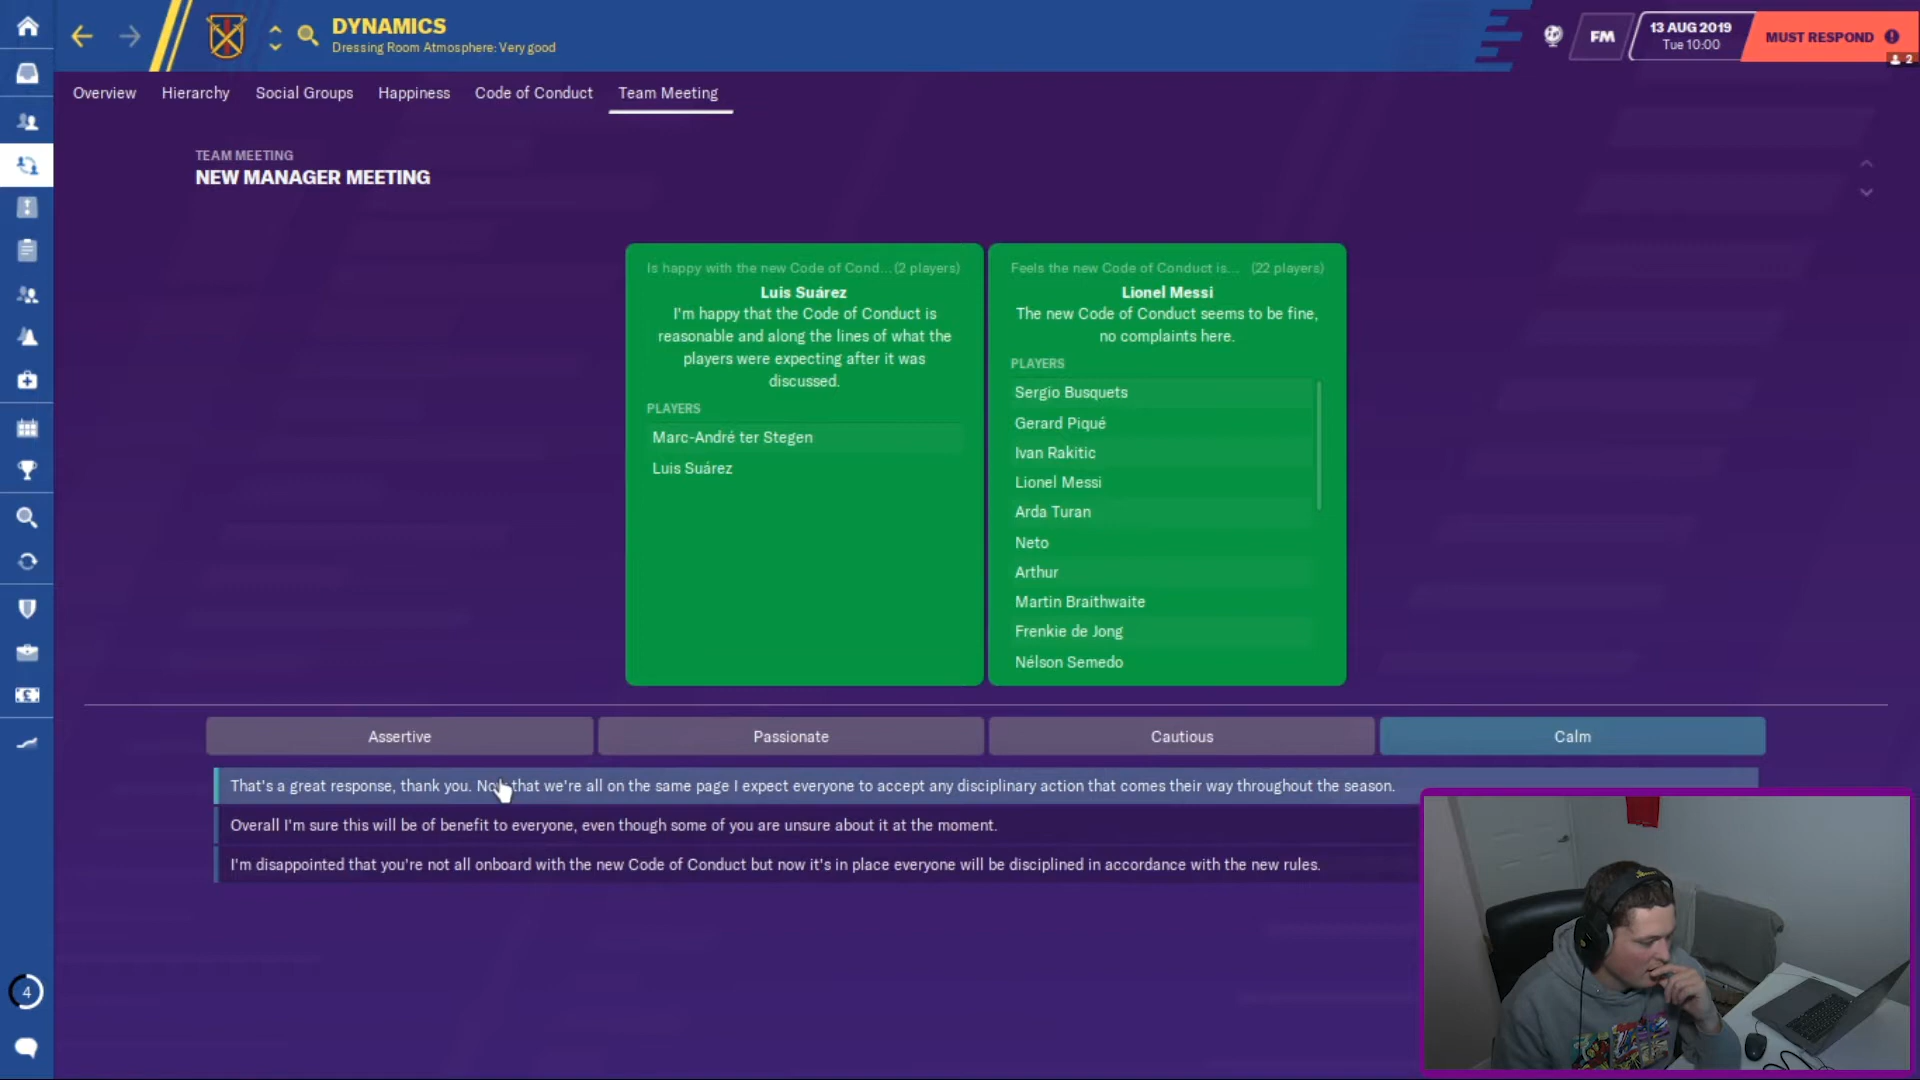 DYNAMICS
Dressing Room Atmosphere: Very good
FM
13 AUG 2019
Tue 10:00
MUST RESPOND
2
Overview
Hierarchy
Social Groups
Happiness
Code of Conduct
Team Meeting
TEAM MEETING
NEW MANAGER MEETING
Is happy with the new Code of Cond... (2 players)
Luis Suárez
I'm happy that the Code of Conduct is
reasonable and along the lines of what the
players were expecting after it was
discussed.
PLAYERS
Marc-André ter Stegen
Luis Suárez
Feels the new Code of Conduct is... (22 players)
Lionel Messi
The new Code of Conduct seems to be fine,
no complaints here.
PLAYERS
Sergio Busquets
Gerard Piqué
Ivan Rakitic
Lionel Messi
Arda Turan
Neto
Arthur
Martin Braithwaite
Frenkie de Jong
Nélson Semedo
Assertive
Passionate
Cautious
Calm
That's a great response, thank you. Now that we're all on the same page I expect everyone to accept any disciplinary action that comes their way throughout the season.
Overall I'm sure this will be of benefit to everyone, even though some of you are unsure about it at the moment.
I'm disappointed that you're not all onboard with the new Code of Conduct but now it's in place everyone will be disciplined in accordance with the new rules.
4